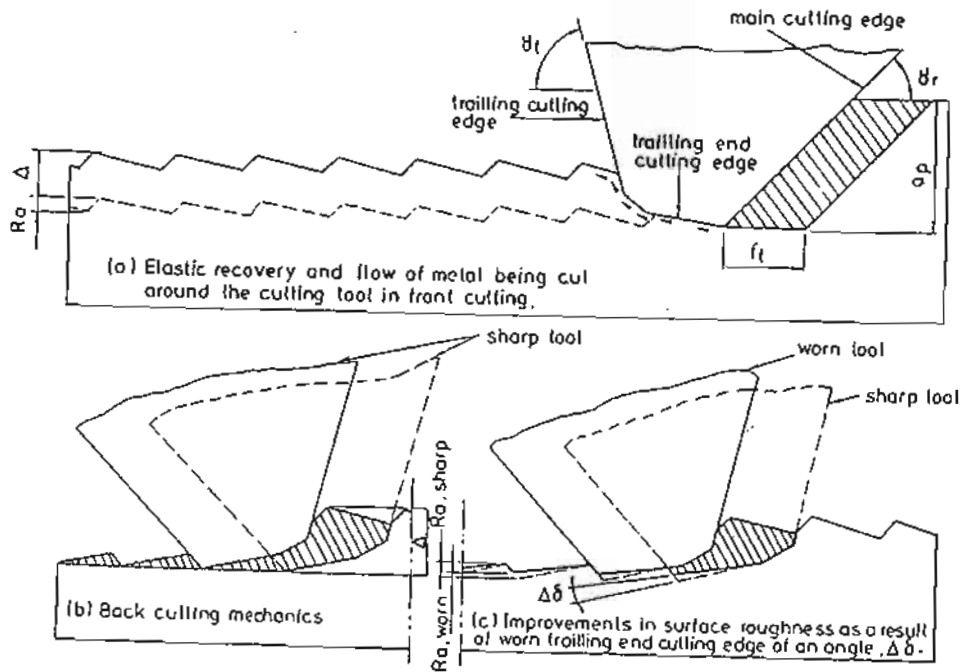 main cutting edge
γt
γr
trailling cutting
edge
trailling end
cutting edge
Δ
Ra
ap
ft
(a) Elastic recovery and flow of metal being cut
around the cutting tool in front cutting.
sharp tool
worn tool
sharp tool
Ra, sharp
Δ
Ra, worn
Δδ
(b) Back cutting mechanics
(c) Improvements in surface roughness as a result
of worn trailling end cutting edge of an angle, Δδ.